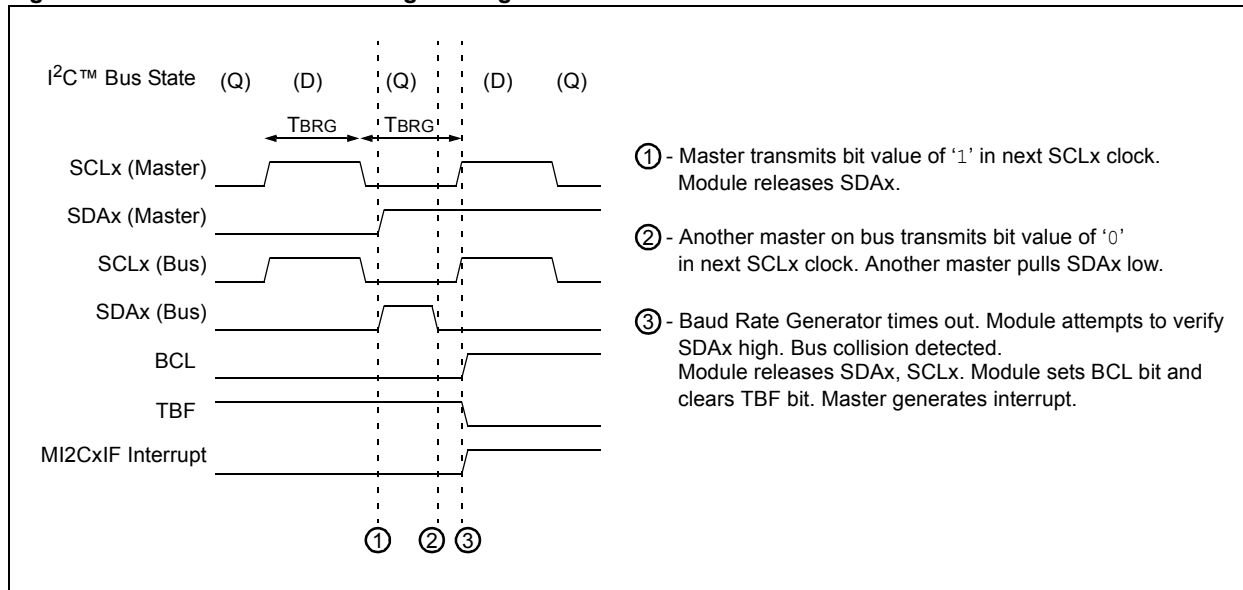 I²C™ Bus State (Q) (D) (Q) (D) (Q)
TBRG TBRG
SCLx (Master)
SDAx (Master)
SCLx (Bus)
SDAx (Bus)
BCL
TBF
MI2CxIF Interrupt
1 2 3
1 - Master transmits bit value of ‘1’ in next SCLx clock.
Module releases SDAx.
2 - Another master on bus transmits bit value of ‘0’
in next SCLx clock. Another master pulls SDAx low.
3 - Baud Rate Generator times out. Module attempts to verify
SDAx high. Bus collision detected.
Module releases SDAx, SCLx. Module sets BCL bit and
clears TBF bit. Master generates interrupt.